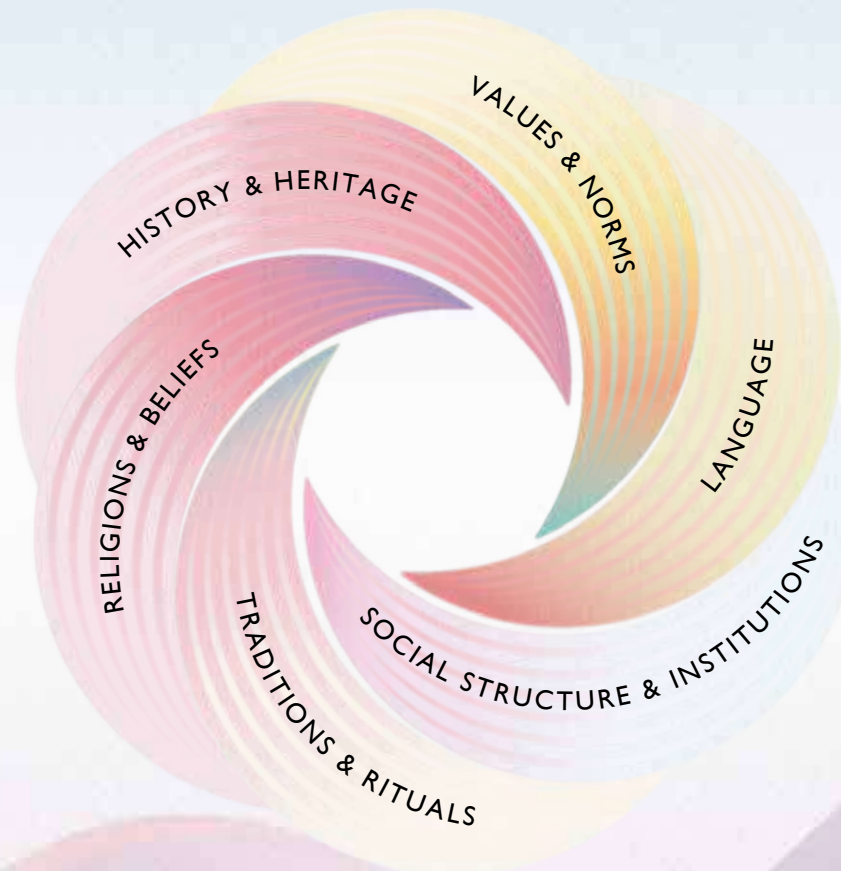 VALUES & NORMS
LANGUAGE
SOCIAL STRUCTURE & INSTITUTIONS
TRADITIONS & RITUALS
RELIGIONS & BELIEFS
HISTORY & HERITAGE